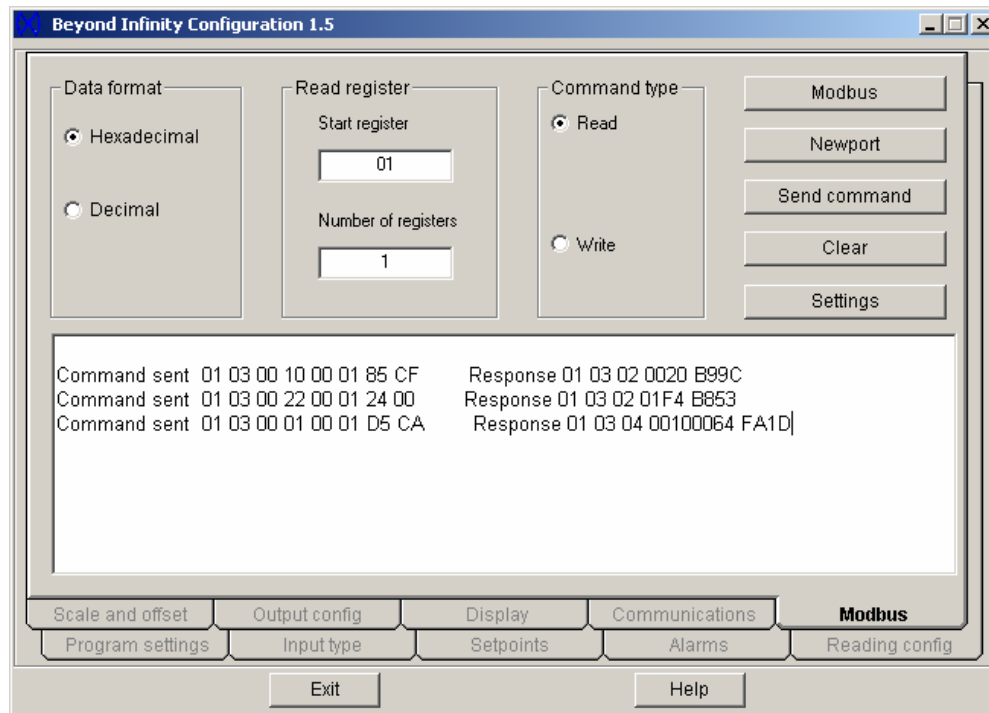 Beyond Infinity Configuration 1.5
Data format
Hexadecimal
Decimal
Read register
Start register
01
Number of registers
1
Command type
Read
Write
Modbus
Newport
Send command
Clear
Settings
Command sent 01 03 00 10 00 01 85 CF Response 01 03 02 0020 B99C
Command sent 01 03 00 22 00 01 24 00 Response 01 03 02 01F4 B853
Command sent 01 03 00 01 00 01 D5 CA Response 01 03 04 00100064 FA1D
Scale and offset Output config Display Communications Modbus
Program settings Input type Setpoints Alarms Reading config
Exit Help